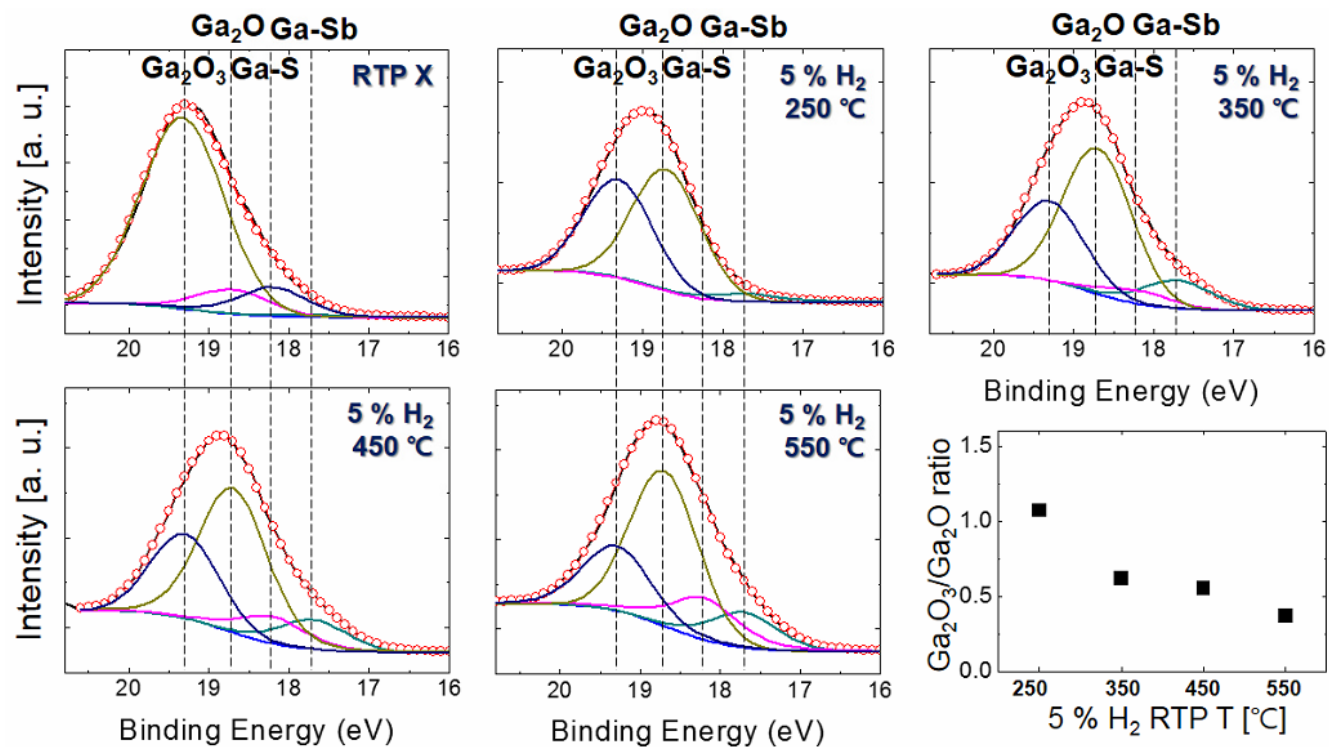 Ga₂O Ga-Sb
Ga₂O₃ Ga-S
RTP X
Intensity [a. u.]
20 19 18 17 16
Ga₂O Ga-Sb
Ga₂O₃ Ga-S
5 % H₂
250 ℃
20 19 18 17 16
Ga₂O Ga-Sb
Ga₂O₃ Ga-S
5 % H₂
350 ℃
20 19 18 17 16
Binding Energy (eV)
5 % H₂
450 ℃
Intensity [a. u.]
20 19 18 17 16
Binding Energy (eV)
5 % H₂
550 ℃
20 19 18 17 16
Binding Energy (eV)
Ga₂O₃/Ga₂O ratio
1.5
1.0
0.5
0.0
250 350 450 550
5 % H₂ RTP T [℃]